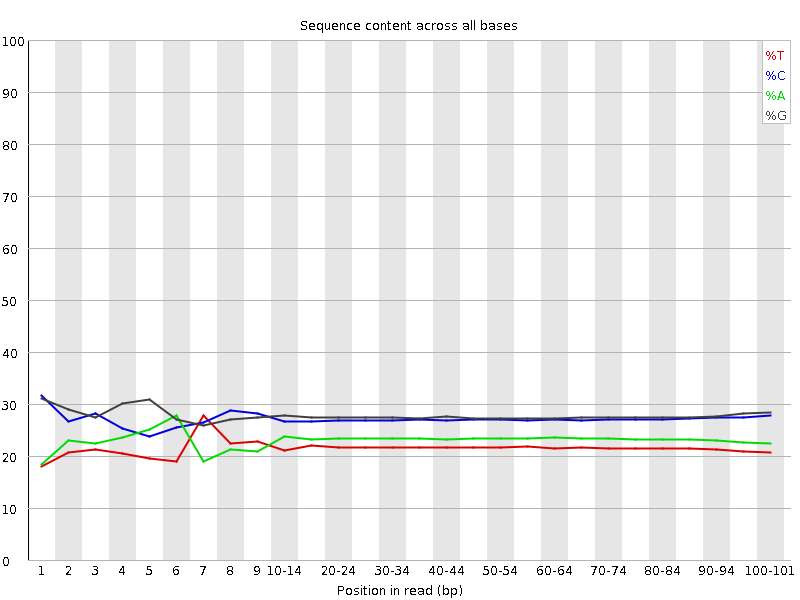 Sequence content across all bases
100
90
80
70
60
50
40
30
20
10
0
%T
%C
%A
%G
1 2 3 4 5 6 7 8 9 10-14 20-24 30-34 40-44 50-54 60-64 70-74 80-84 90-94 100-101
Position in read (bp)